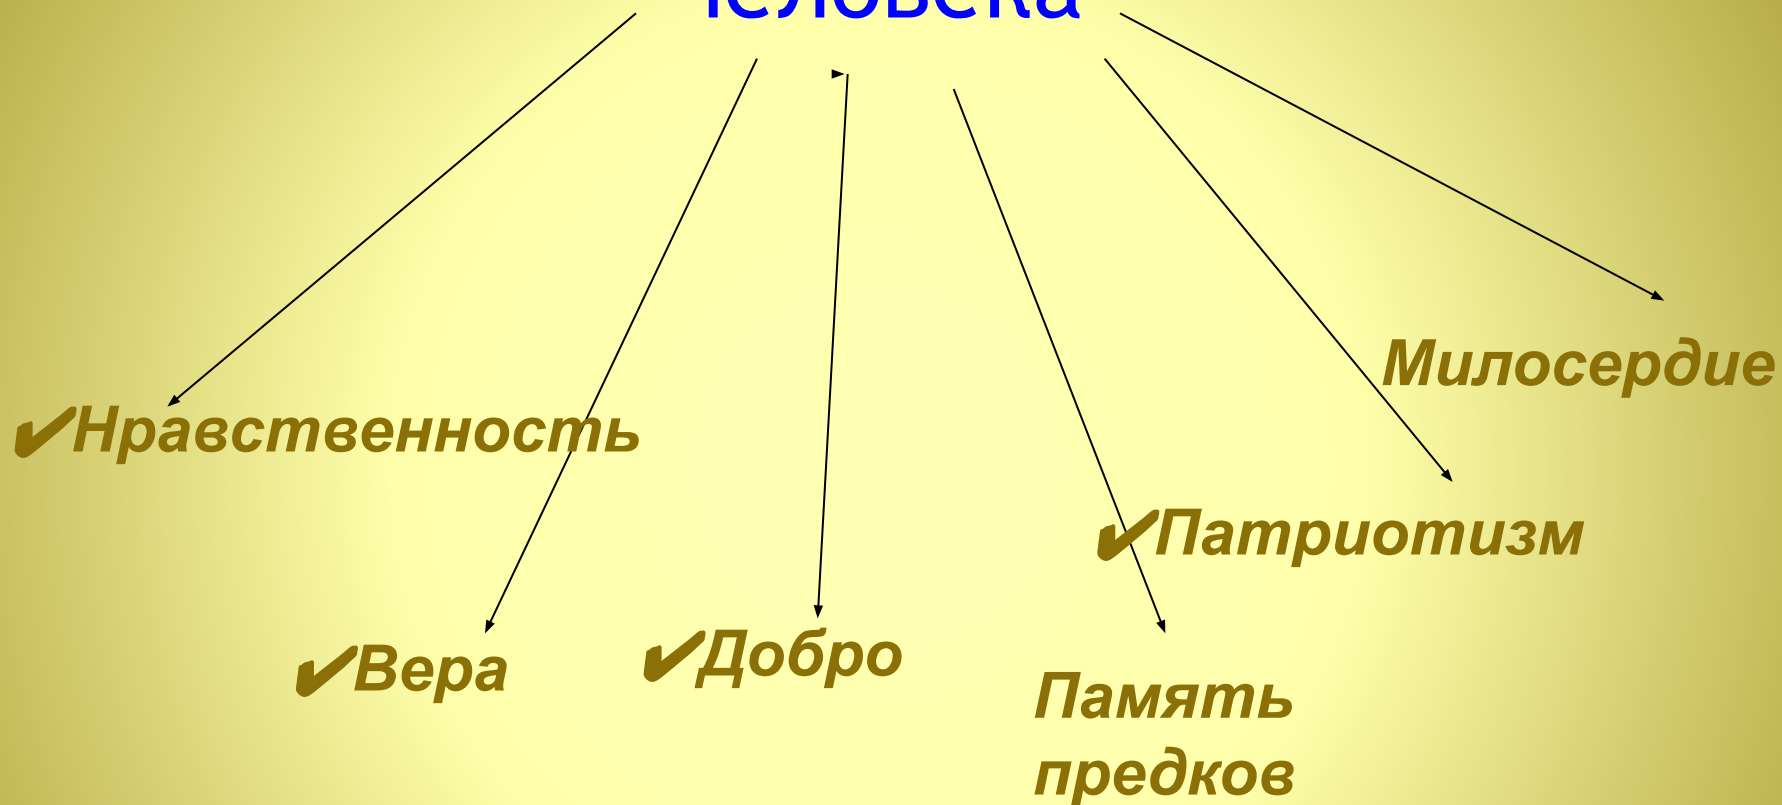 человека
Милосердие
✔Нравственность
✔Патриотизм
✔Вера
✔Добро
Память
предков